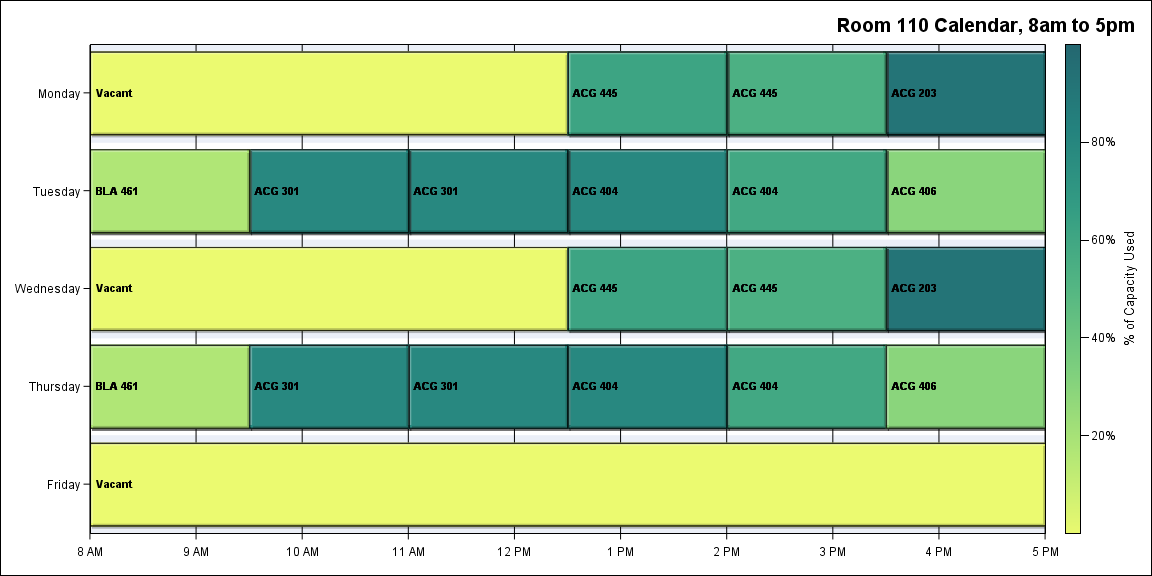 Room 110 Calendar, 8am to 5pm
Monday
Vacant
ACG 445
ACG 445
ACG 203
Tuesday
BLA 461
ACG 301
ACG 301
ACG 404
ACG 404
ACG 406
Wednesday
Vacant
ACG 445
ACG 445
ACG 203
Thursday
BLA 461
ACG 301
ACG 301
ACG 404
ACG 404
ACG 406
Friday
Vacant
8 AM
9 AM
10 AM
11 AM
12 PM
1 PM
2 PM
3 PM
4 PM
5 PM
80%
60%
40%
20%
% of Capacity Used